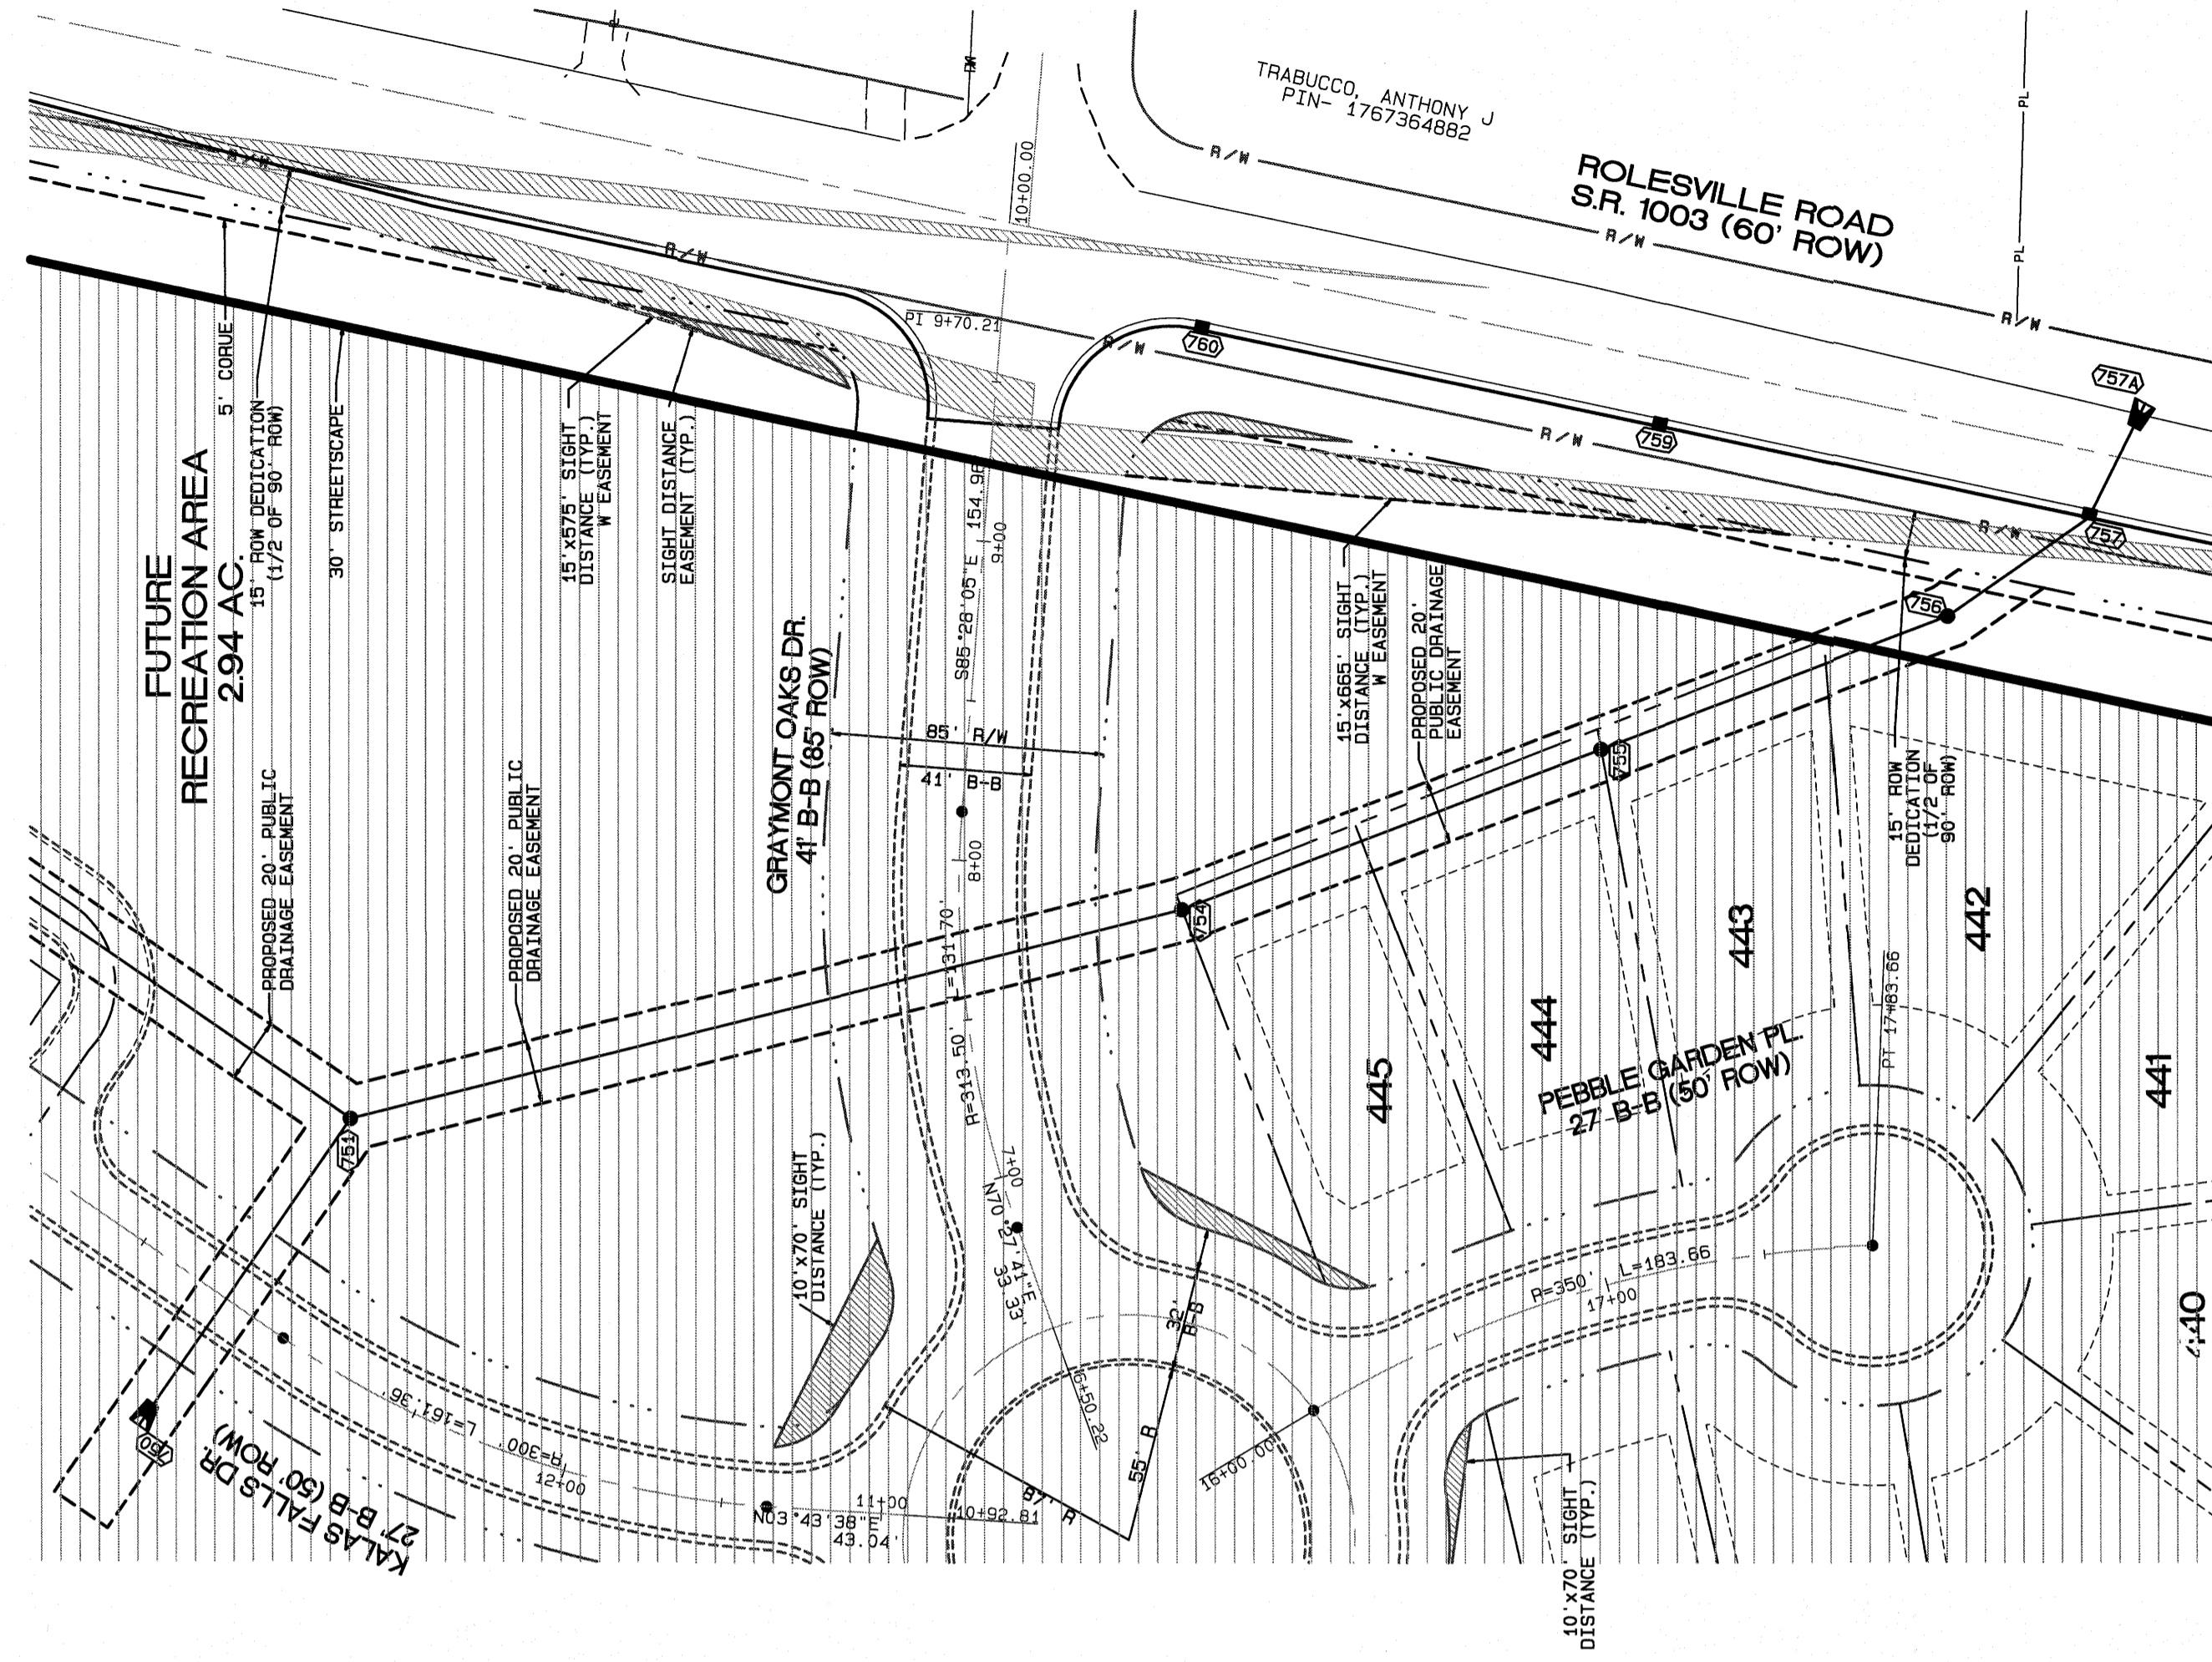 TRABUCCO, ANTHONY J
PIN- 1767364882
ROLESVILLE ROAD
S.R. 1003 (60' ROW)
R/W
R/W
R/W
R/W
R/W
R/W
R/W
R/W
PL
PL
10+00.00
PI 9+70.21
760
759
757A
757
756
755
754
751
750
5' CORUE
15' ROW DEDICATION
(1/2 OF 90' ROW)
30' STREETSCAPE
FUTURE
RECREATION AREA
2.94 AC.
15'x575' SIGHT
DISTANCE (TYP.)
W EASEMENT
SIGHT DISTANCE
EASEMENT (TYP.)
S85°28'05"E 154.96
9+00
GRAYMONT OAKS DR.
41' B-B (85' ROW)
85' R/W
41' B-B
8+00
15'x665' SIGHT
DISTANCE (TYP.)
W EASEMENT
PROPOSED 20'
PUBLIC DRAINAGE
EASEMENT
15' ROW
DEDICATION
(1/2 OF
90' ROW)
PROPOSED 20' PUBLIC
DRAINAGE EASEMENT
PROPOSED 20' PUBLIC
DRAINAGE EASEMENT
R=313.50' L=131.70'
7+00
N70°27'41"E
33.33'
6+50.22
10'x70' SIGHT
DISTANCE (TYP.)
445
444
443
442
441
440
PEBBLE GARDEN PL.
27' B-B (50' ROW)
PT 17+83.66
R=350' L=183.66
17+00
16+00.00
32'
B-B
55' R
87' R
KALAS FALLS DR.
27' B-B (50' ROW)
R=300' L=161.36'
12+00
11+00
10+92.81
N03°43'38"E
43.04'
10'x70' SIGHT
DISTANCE (TYP.)